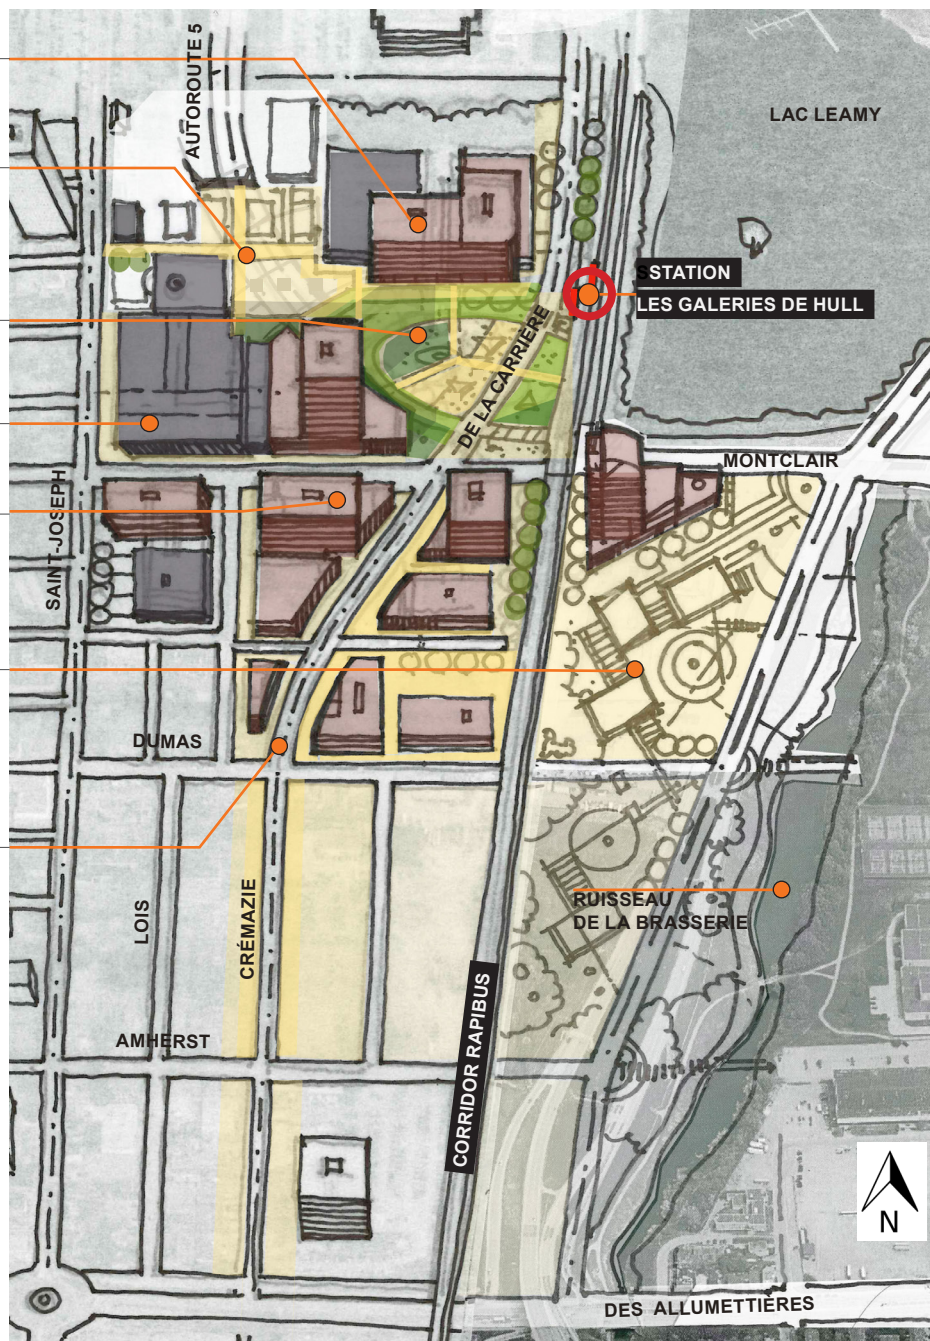 AUTOROUTE 5
LAC LEAMY
SSTATION
LES GALERIES DE HULL
DE LA CARRIÈRE
MONTCLAIR
SAINT-JOSEPH
DUMAS
LOIS
CRÉMAZIE
RUISSEAU
DE LA BRASSERIE
AMHERST
CORRIDOR RAPIBUS
N
DES ALLUMETTIÈRES